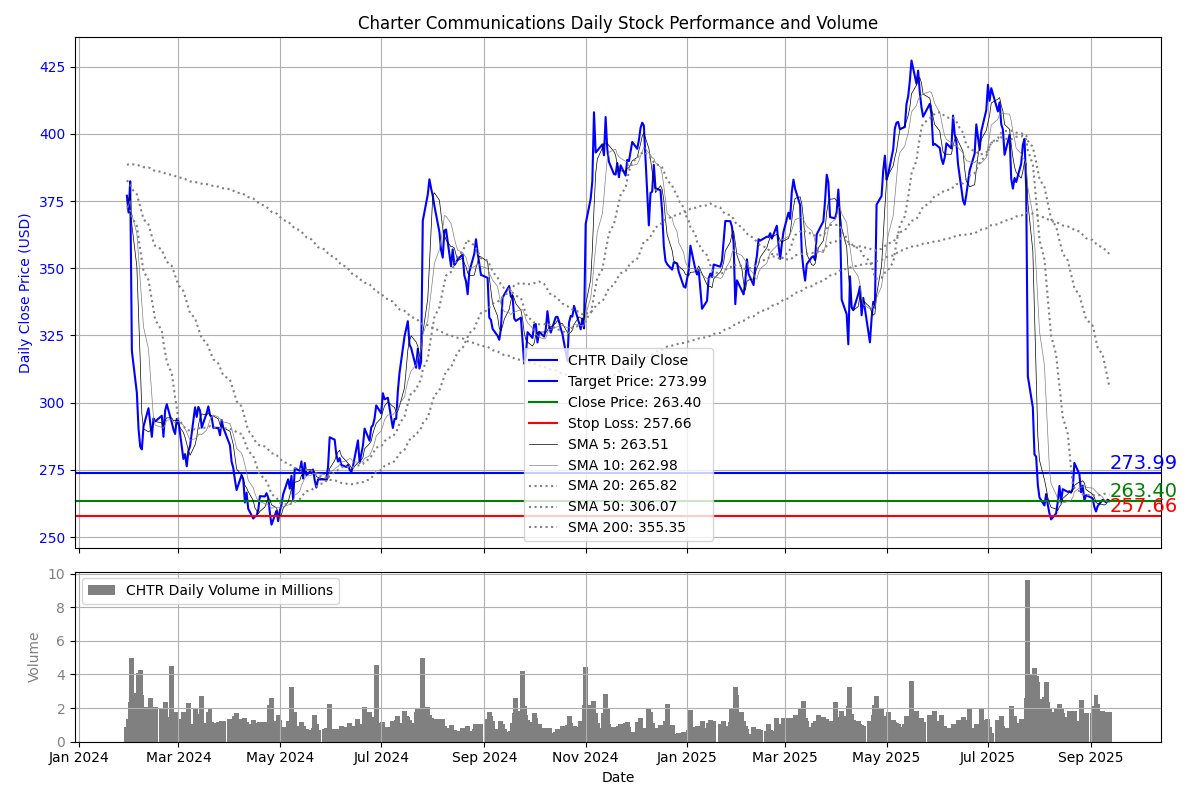 Charter Communications Daily Stock Performance and Volume
Daily Close Price (USD)
425
400
375
350
325
300
275
250
CHTR Daily Close
Target Price: 273.99
Close Price: 263.40
Stop Loss: 257.66
SMA 5: 263.51
SMA 10: 262.98
SMA 20: 265.82
SMA 50: 306.07
SMA 200: 355.35
273.99
263.40
257.66
Volume
10
8
6
4
2
0
CHTR Daily Volume in Millions
Jan 2024 Mar 2024 May 2024 Jul 2024 Sep 2024 Nov 2024 Jan 2025 Mar 2025 May 2025 Jul 2025 Sep 2025
Date